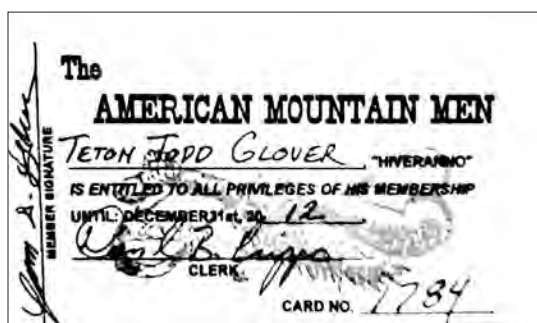 The
AMERICAN MOUNTAIN MEN
TETON TODD GLOVER "HIVERANNO"
IS ENTITLED TO ALL PRIVILEGES OF HIS MEMBERSHIP
UNTIL: DECEMBER 31st, 20 12
CLERK
CARD NO. 1784
MEMBER SIGNATURE